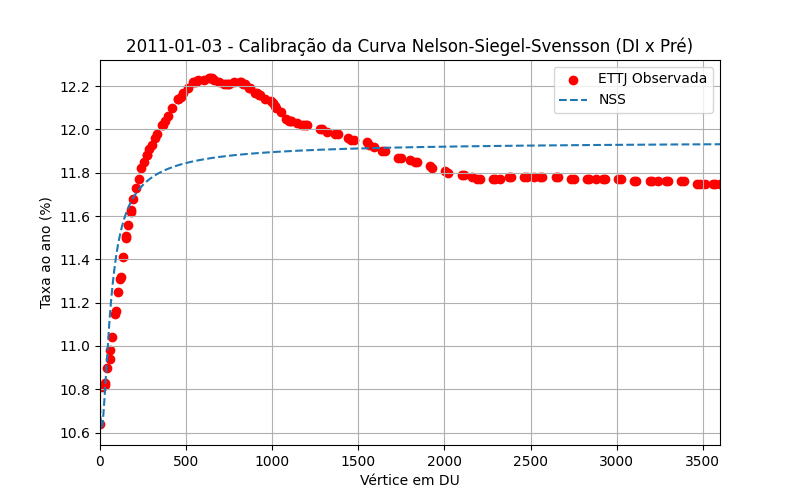 2011-01-03 - Calibração da Curva Nelson-Siegel-Svensson (DI x Pré)
ETTJ Observada
NSS
Taxa ao ano (%)
12.2
12.0
11.8
11.6
11.4
11.2
11.0
10.8
10.6
0 500 1000 1500 2000 2500 3000 3500
Vértice em DU